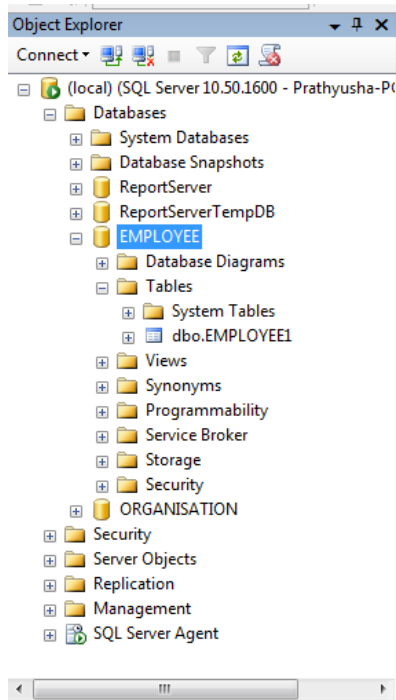 Object Explorer
Connect
(local) (SQL Server 10.50.1600 - Prathyusha-P
Databases
System Databases
Database Snapshots
ReportServer
ReportServerTempDB
EMPLOYEE
Database Diagrams
Tables
System Tables
dbo.EMPLOYEE1
Views
Synonyms
Programmability
Service Broker
Storage
Security
ORGANISATION
Security
Server Objects
Replication
Management
SQL Server Agent